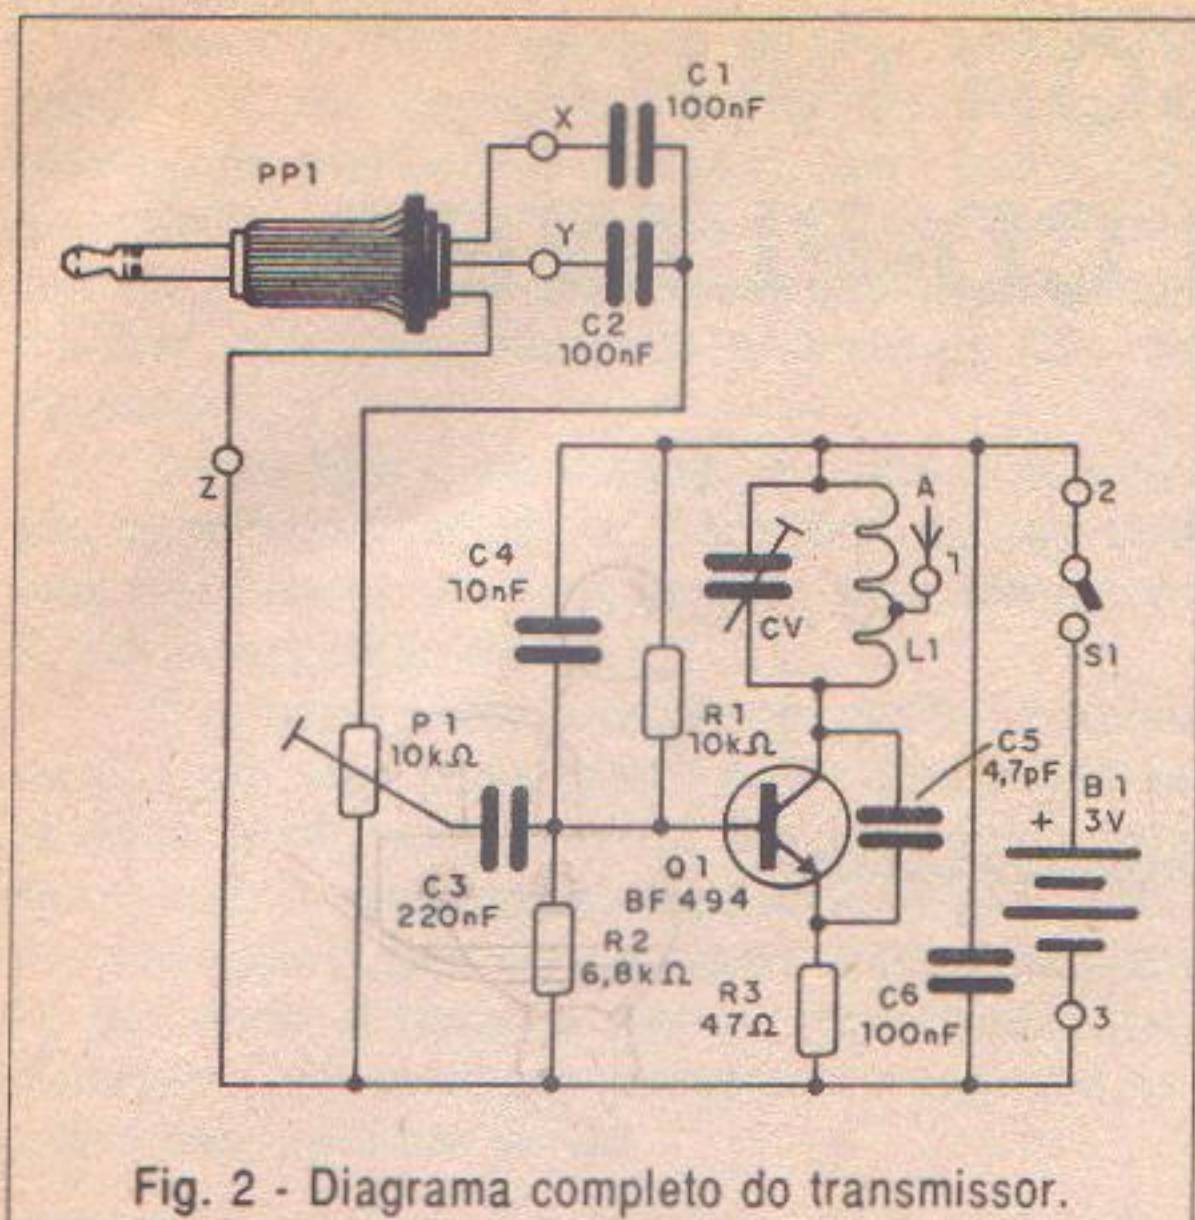 C1
100nF
X
PP1
Y
C2
100nF
Z
A
2
C4
10nF
1
CV
L1
S1
P1
10kΩ
R1
10kΩ
C5
4,7pF
B1
+ 3V
C3
220nF
Q1
BF494
R2
6,8kΩ
R3
47Ω
C6
100nF
3
Fig. 2 - Diagrama completo do transmissor.